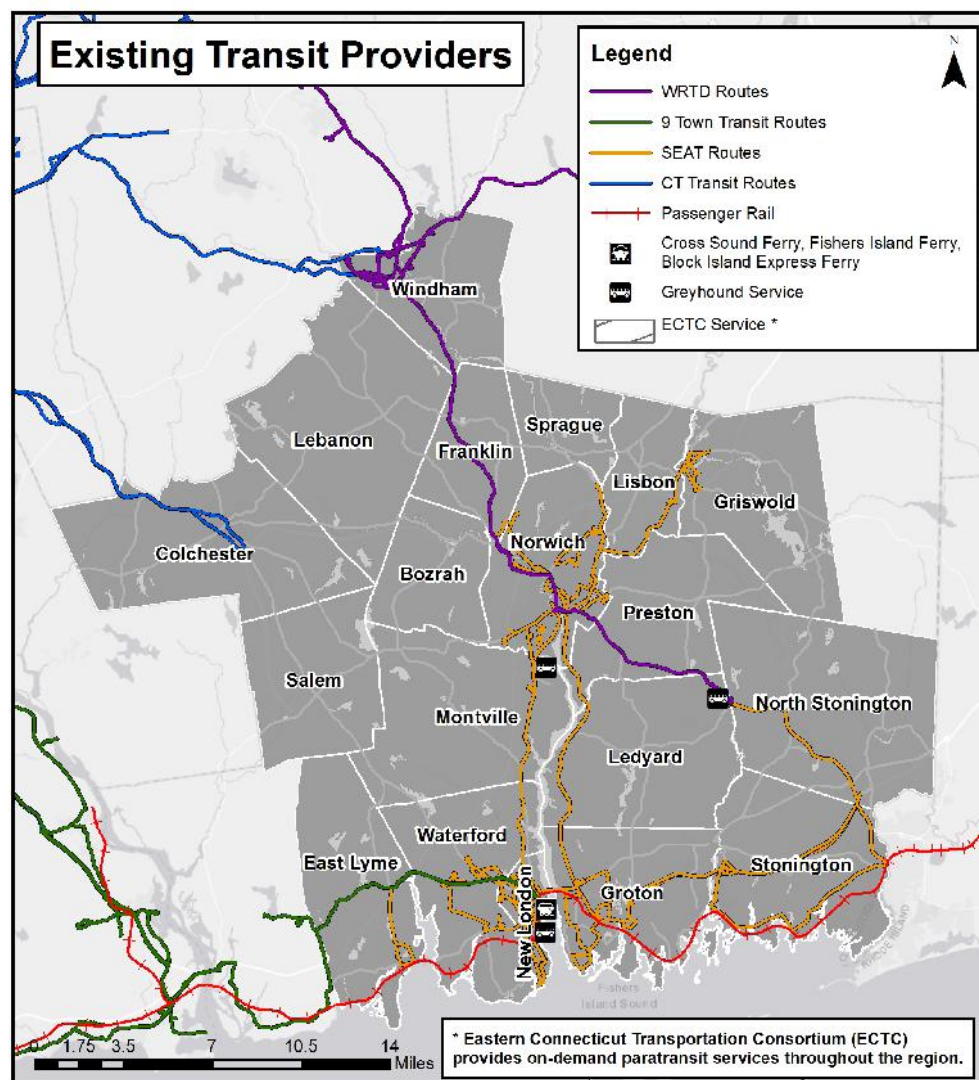 Existing Transit Providers
Legend
N
WRTD Routes
9 Town Transit Routes
SEAT Routes
CT Transit Routes
Passenger Rail
Cross Sound Ferry, Fishers Island Ferry,
Block Island Express Ferry
Greyhound Service
ECTC Service *
Windham
Lebanon
Franklin
Sprague
Lisbon
Griswold
Colchester
Bozrah
Norwich
Preston
Salem
Montville
Ledyard
North Stonington
East Lyme
Waterford
New London
Groton
Stonington
RHODE ISLAND
Fishers
Island Sound
0 1.75 3.5 7 10.5 14
Miles
* Eastern Connecticut Transportation Consortium (ECTC)
provides on-demand paratransit services throughout the region.